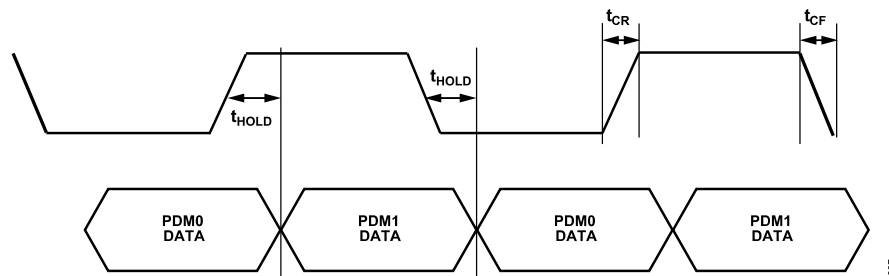 tCR
tCF
tHOLD
tHOLD
PDM0
DATA
PDM1
DATA
PDM0
DATA
PDM1
DATA